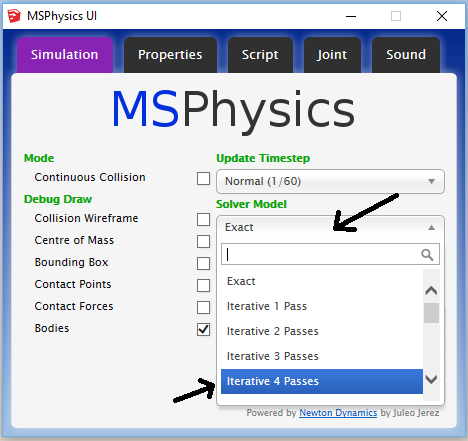 MSPhysics UI
Simulation Properties Script Joint Sound
MSPhysics
Mode
Continuous Collision
Debug Draw
Collision Wireframe
Centre of Mass
Bounding Box
Contact Points
Contact Forces
Bodies
Update Timestep
Normal (1/60)
Solver Model
Exact
Exact
Iterative 1 Pass
Iterative 2 Passes
Iterative 3 Passes
Iterative 4 Passes
Powered by Newton Dynamics by Juleo Jerez